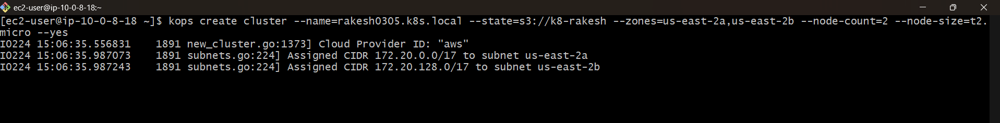 ec2-user@ip-10-0-8-18:~
[ec2-user@ip-10-0-8-18 ~]$ kops create cluster --name=rakesh0305.k8s.local --state=s3://k8-rakesh --zones=us-east-2a,us-east-2b --node-count=2 --node-size=t2.
micro --yes
I0224 15:06:35.556831    1891 new_cluster.go:1373] Cloud Provider ID: "aws"
I0224 15:06:35.987073    1891 subnets.go:224] Assigned CIDR 172.20.0.0/17 to subnet us-east-2a
I0224 15:06:35.987243    1891 subnets.go:224] Assigned CIDR 172.20.128.0/17 to subnet us-east-2b